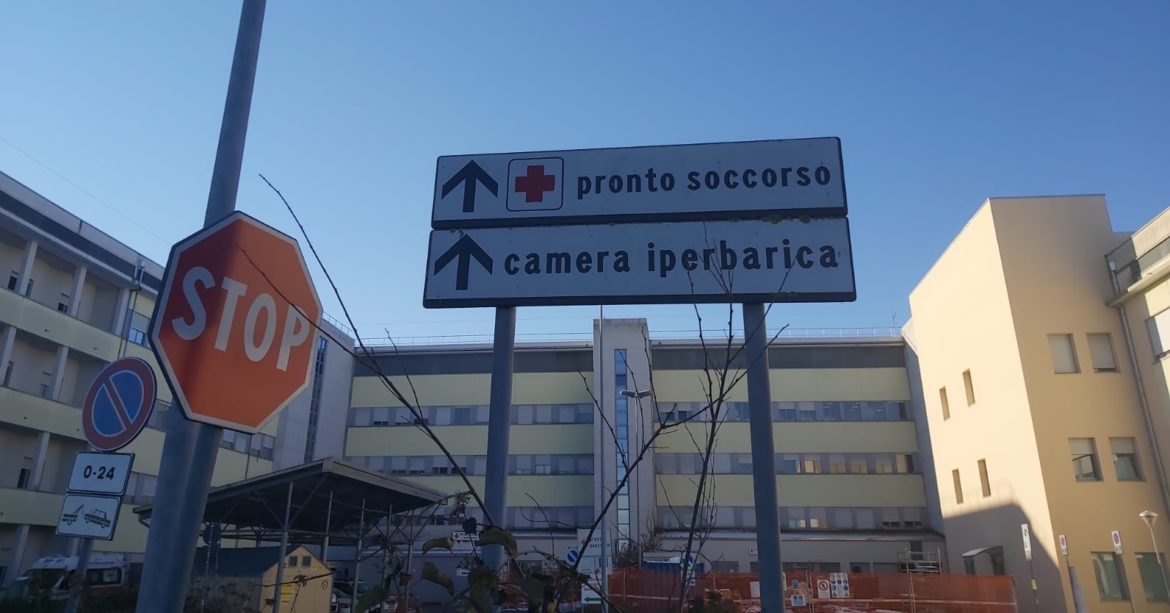 pronto soccorso
camera iperbarica
STOP
0-24